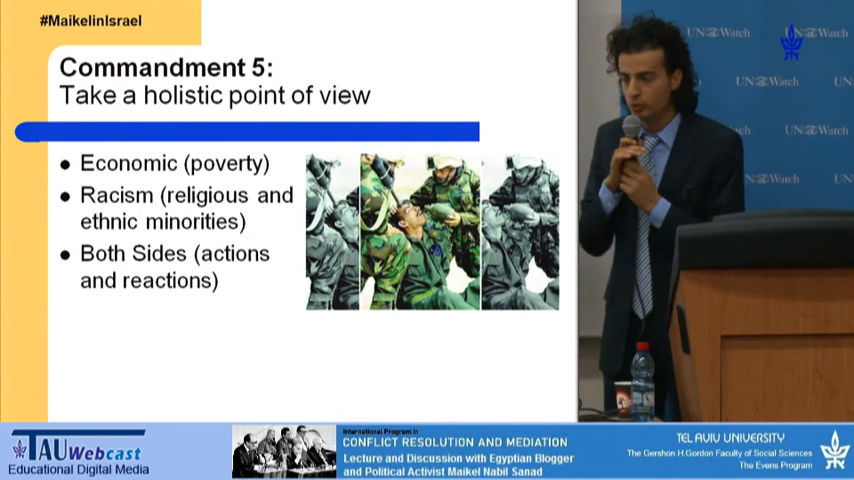 #MaikelinIsrael
Commandment 5:
Take a holistic point of view
● Economic (poverty)
● Racism (religious and
ethnic minorities)
● Both Sides (actions
and reactions)
UN Watch
UN Watch
UN Watch
UN Watch
UN Watch
UN Watch
TAU Webcast
Educational Digital Media
International Program in
CONFLICT RESOLUTION AND MEDIATION
Lecture and Discussion with Egyptian Blogger
and Political Activist Maikel Nabil Sanad
TEL AVIV UNIVERSITY
The Gershon H.Gordon Faculty of Social Sciences
The Evens Program